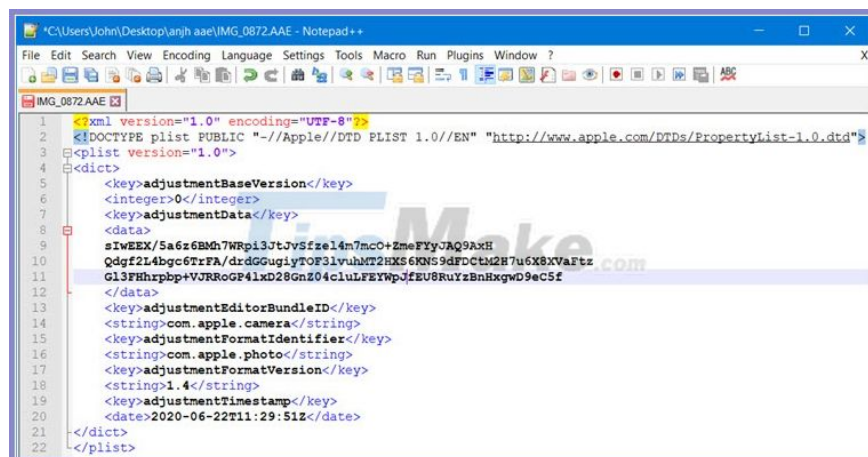 *C:\Users\John\Desktop\anjh aae\IMG_0872.AAE - Notepad++
File Edit Search View Encoding Language Settings Tools Macro Run Plugins Window ? X
ABC
IMG_0872.AAE
1 <?xml version="1.0" encoding="UTF-8"?>
2 <!DOCTYPE plist PUBLIC "-//Apple//DTD PLIST 1.0//EN" "http://www.apple.com/DTDs/PropertyList-1.0.dtd">
3 <plist version="1.0">
4 <dict>
5 <key>adjustmentBaseVersion</key>
6 <integer>0</integer>
7 <key>adjustmentData</key>
8 <data>
9 sIwEEX/5a6z6BMh7WRpi3JtJvSfzel4m7mcO+ZmeFYyJAQ9AxH
10 Qdgf2L4bgc6TrFA/drdGGugiyTOF3lvuhMT2HXS6KNS9dFDCtM2H7u6X8XVaFtz
11 Gl3FHhrpbp+VJRRoGP4lxD28GnZ04cluLFEYWpJfEU8RuYzBnHxgwD9eC5f
12 </data>
13 <key>adjustmentEditorBundleID</key>
14 <string>com.apple.camera</string>
15 <key>adjustmentFormatIdentifier</key>
16 <string>com.apple.photo</string>
17 <key>adjustmentFormatVersion</key>
18 <string>1.4</string>
19 <key>adjustmentTimestamp</key>
20 <date>2020-06-22T11:29:51Z</date>
21 </dict>
22 </plist>
TipsMake.com